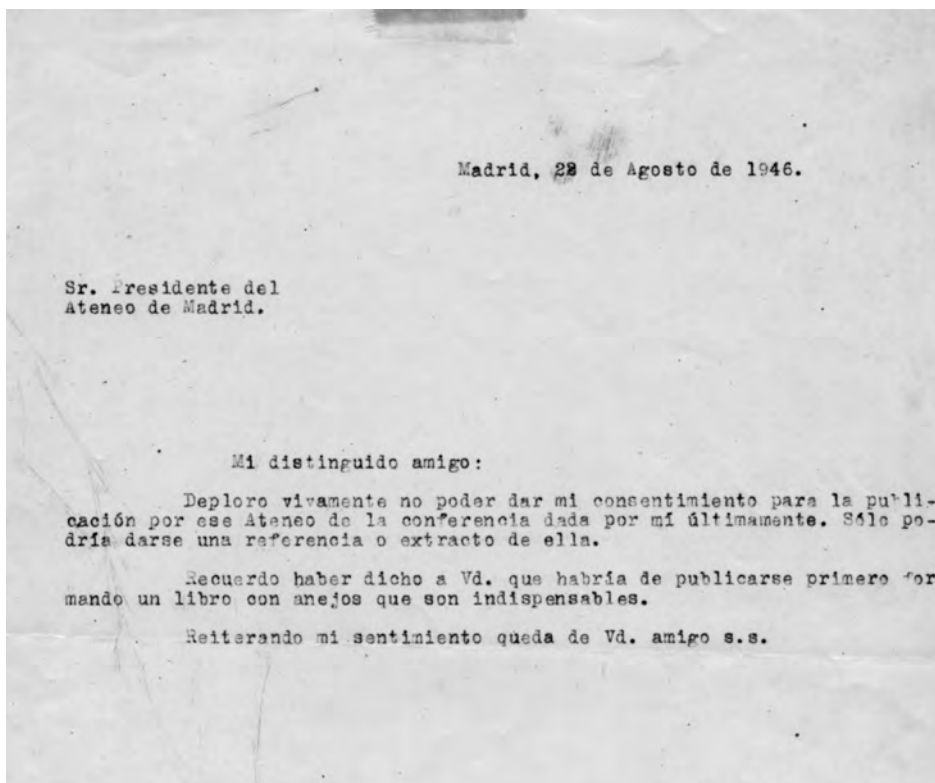 Madrid, 28 de Agosto de 1946.
Sr. Presidente del
Ateneo de Madrid.
Mi distinguido amigo:
Deploro vivamente no poder dar mi consentimiento para la publi-
cación por ese Ateneo de la conferencia dada por mí últimamente. Sólo po-
dría darse una referencia o extracto de ella.
Recuerdo haber dicho a Vd. que habría de publicarse primero for
mando un libro con anejos que son indispensables.
Reiterando mi sentimiento queda de Vd. amigo s.s.